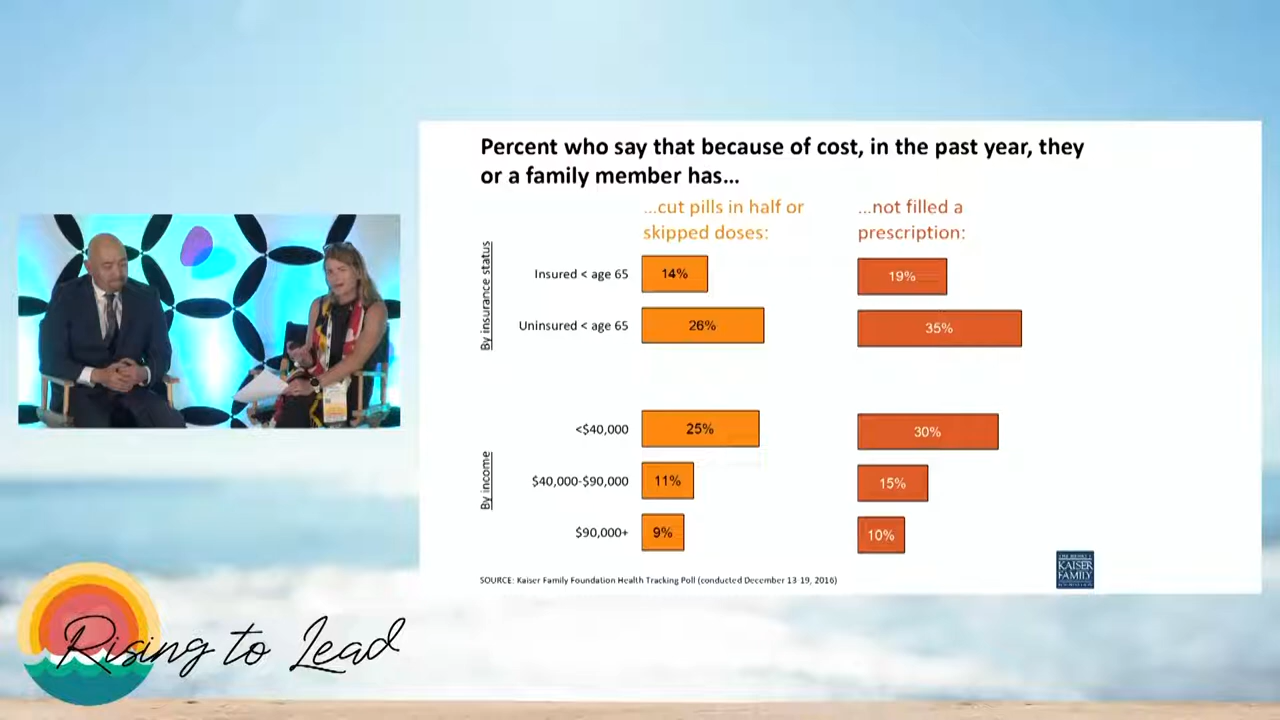 Percent who say that because of cost, in the past year, they
or a family member has...
...cut pills in half or
skipped doses:
...not filled a
prescription:
By insurance status
Insured < age 65
14%
19%
Uninsured < age 65
26%
35%
By income
<$40,000
25%
30%
$40,000-$90,000
11%
15%
$90,000+
9%
10%
SOURCE: Kaiser Family Foundation Health Tracking Poll (conducted December 13 19, 2016)
KAISER
FAMILY
Rising to Lead